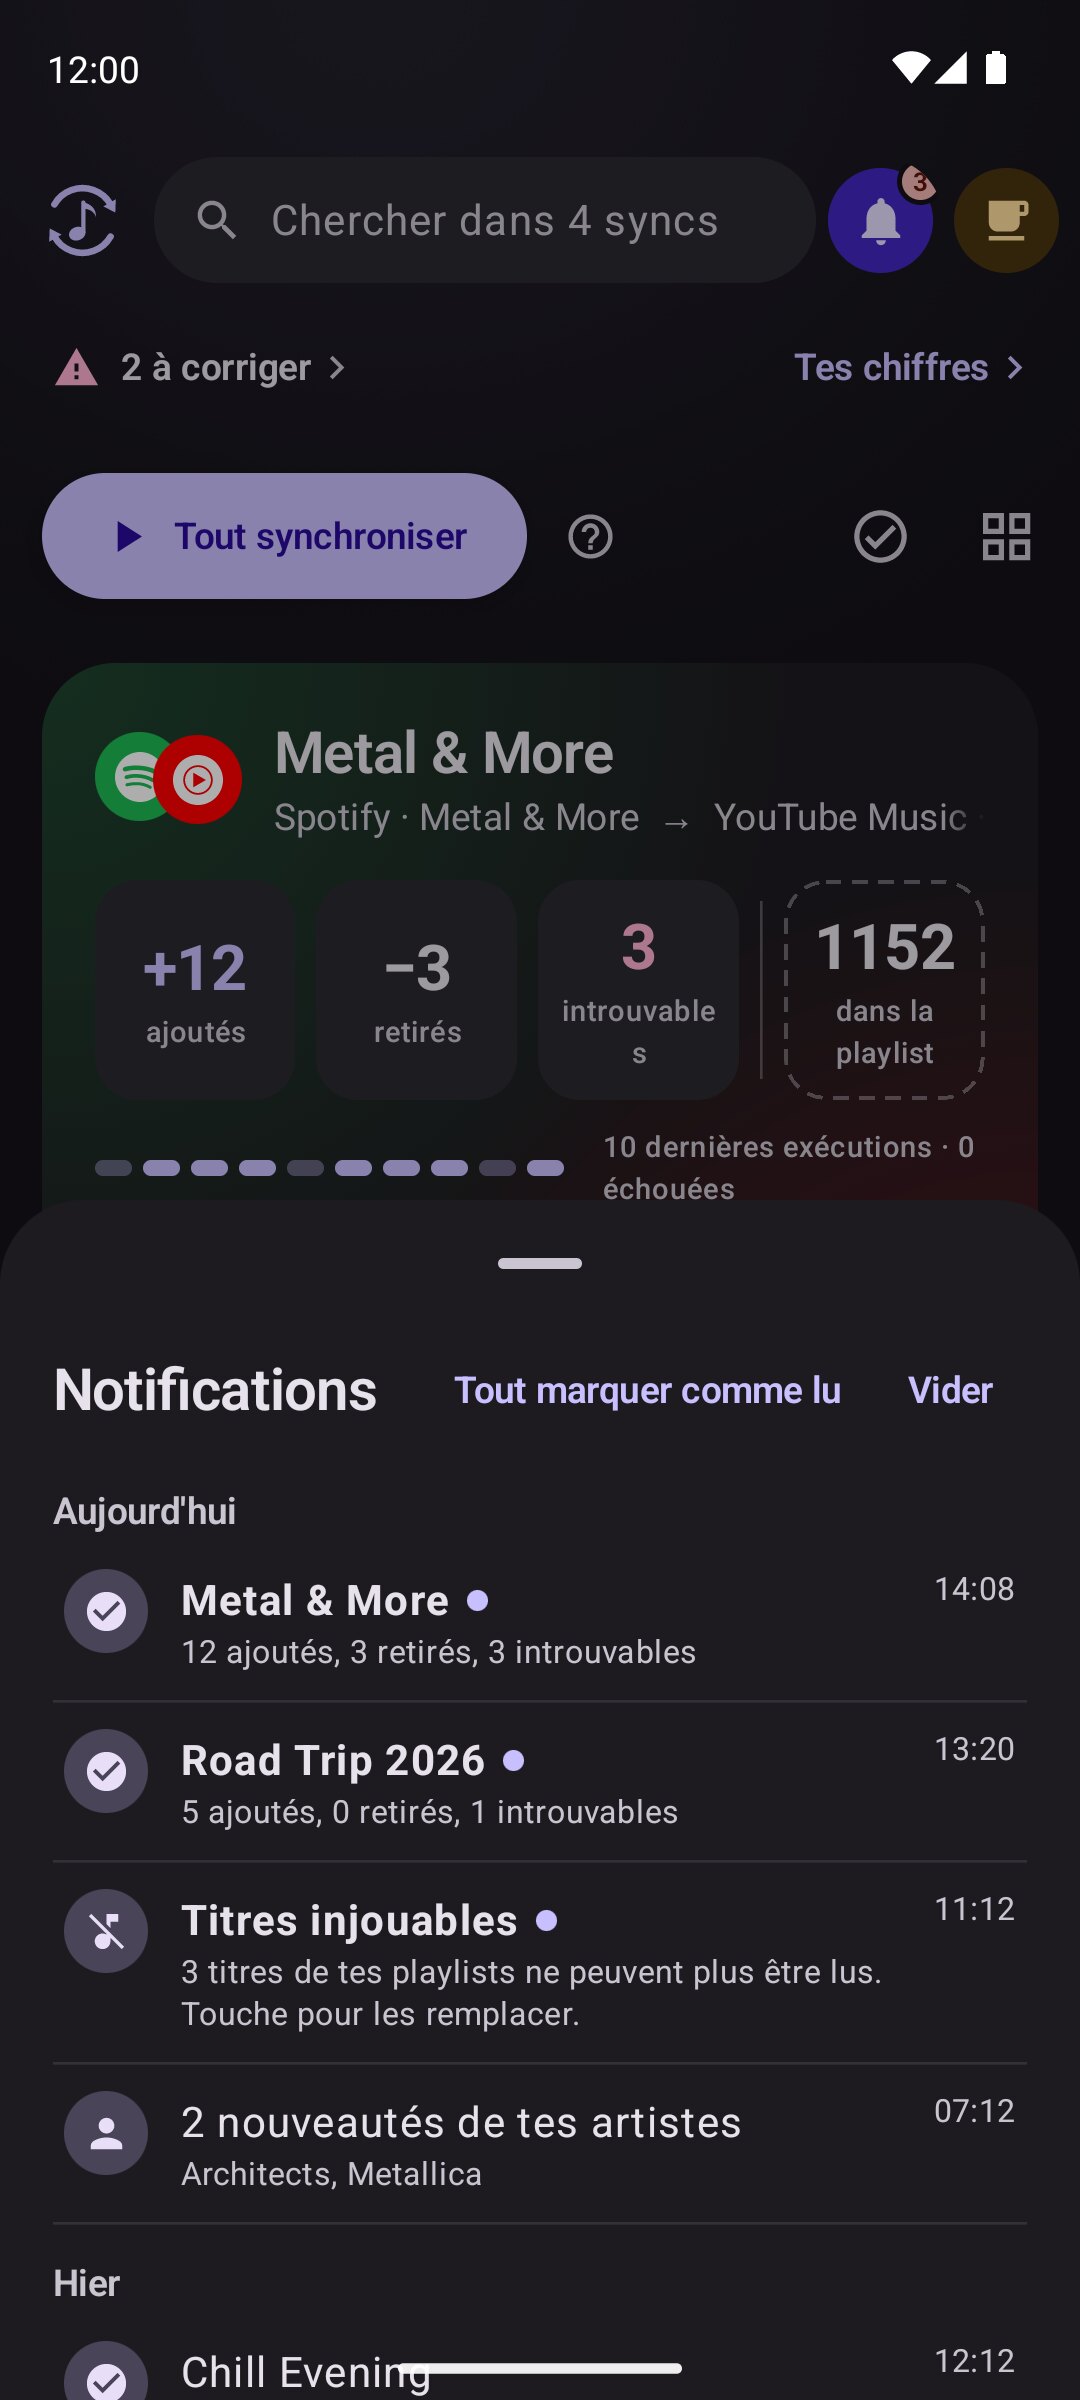 12:00
Chercher dans 4 syncs
3
2 à corriger
Tes chiffres
Tout synchroniser
Metal & More
Spotify · Metal & More → YouTube Music
+12
ajoutés
−3
retirés
3
introuvable
s
1152
dans la
playlist
10 dernières exécutions · 0
échouées
Notifications
Tout marquer comme lu
Vider
Aujourd'hui
Metal & More
14:08
12 ajoutés, 3 retirés, 3 introuvables
Road Trip 2026
13:20
5 ajoutés, 0 retirés, 1 introuvables
Titres injouables
11:12
3 titres de tes playlists ne peuvent plus être lus.
Touche pour les remplacer.
2 nouveautés de tes artistes
07:12
Architects, Metallica
Hier
Chill Evening
12:12